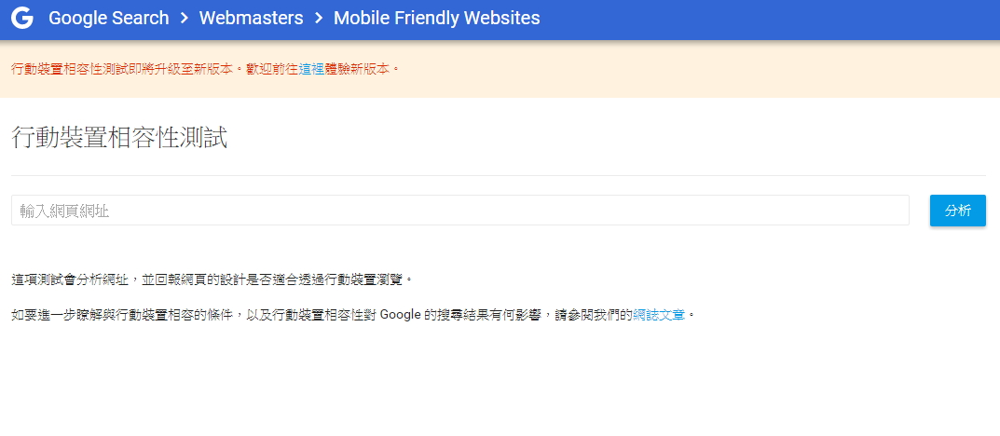 Google Search > Webmasters > Mobile Friendly Websites
行動裝置相容性測試即將升级至新版本。歡迎前往這裡體驗新版本。
行動裝置相容性測試
輸入網頁網址
分析
這項測試會分析網址，並回報網頁的設計是否適合透過行動裝置瀏覽。
如要進一步瞭解與行動裝置相容的條件，以及行動裝置相容性對 Google 的搜尋結果有何影響，請參閱我們的網誌文章。